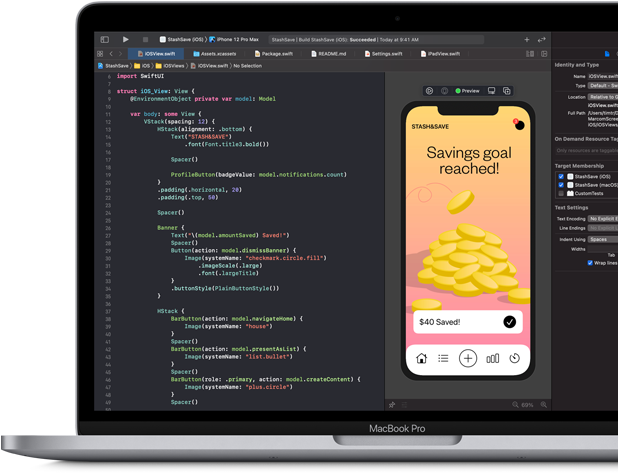 StashSave (iOS) › iPhone 12 Pro Max
StashSave | Build StashSave (iOS): Succeeded | Today at 9:41 AM
iOSView.swift
Assets.xcassets
Package.swift
README.md
Settings.swift
iPadView.swift
StashSave › iOS › iOSViews › iOSView.swift › No Selection
6 import SwiftUI
7
8 struct iOS_View: View {
9 @EnvironmentObject private var model: Model
10
11 var body: some View {
12 VStack(spacing: 12) {
13 HStack(alignment: .bottom) {
14 Text("STASH&SAVE")
15 .font(Font.title3.bold())
16
17 Spacer()
18
19 ProfileButton(badgeValue: model.notifications.count)
20 }
21 .padding(.horizontal, 20)
22 .padding(.top, 50)
23
24 Spacer()
25
26 Banner {
27 Text("\(model.amountSaved) Saved!")
28 Spacer()
29 Button(action: model.dismissBanner) {
30 Image(systemName: "checkmark.circle.fill")
31 .imageScale(.large)
32 .font(.largeTitle)
33 }
34 .buttonStyle(PlainButtonStyle())
35 }
36
37 HStack {
38 BarButton(action: model.navigateHome) {
39 Image(systemName: "house")
40 }
41 Spacer()
42 BarButton(action: model.presentAsList) {
43 Image(systemName: "list.bullet")
44 }
45 Spacer()
46 BarButton(role: .primary, action: model.createContent) {
47 Image(systemName: "plus.circle")
48 }
49 Spacer()
Preview
STASH&SAVE
Savings goal
reached!
$40 Saved!
69%
Identity and Type
Name iOSView.swift
Type Default - Sw
Location Relative to G
iOSView.swift
Full Path /Users/
On Demand Resource Tag
Only resources are taggable
Target Membership
StashSave (iOS)
StashSave (macOS)
CustomTests
Text Settings
Text Encoding No Explicit E
Line Endings No Explicit
Indent Using Spaces
Widths
Tab
Wrap lines
MacBook Pro